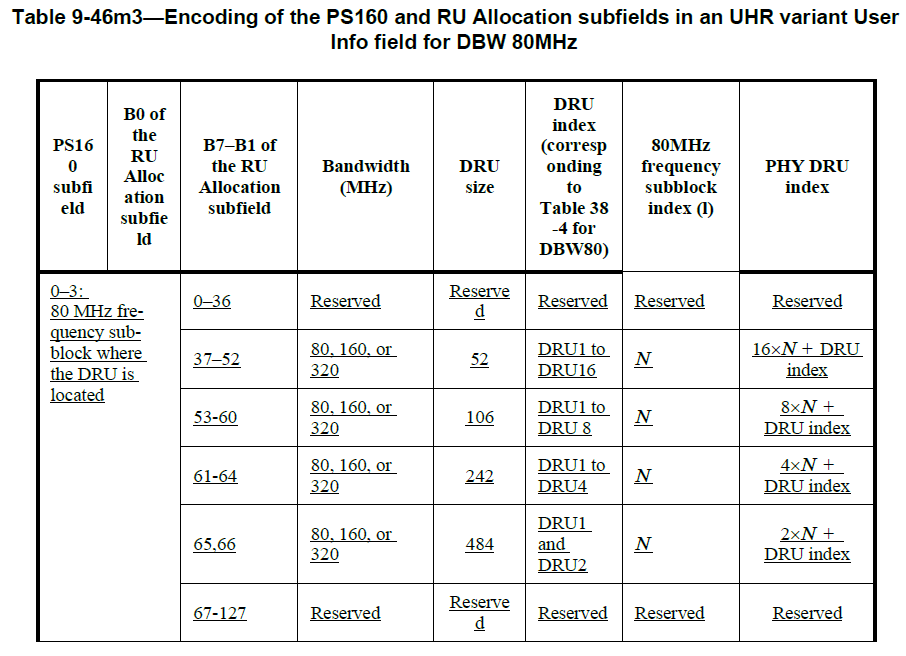 Table 9-46m3—Encoding of the PS160 and RU Allocation subfields in an UHR variant User
Info field for DBW 80MHz
PS16
0
subfi
eld
B0 of
the
RU
Alloc
ation
subfie
ld
B7–B1 of
the RU
Allocation
subfield
Bandwidth
(MHz)
DRU
size
DRU
index
(corresp
onding
to
Table 38
-4 for
DBW80)
80MHz
frequency
subblock
index (l)
PHY DRU
index
0–3:
80 MHz fre-
quency sub-
block where
the DRU is
located
0–36
Reserved
Reserve
d
Reserved
Reserved
Reserved
37–52
80, 160, or
320
52
DRU1 to
DRU16
N
16×N + DRU
index
53-60
80, 160, or
320
106
DRU1 to
DRU 8
N
8×N +
DRU index
61-64
80, 160, or
320
242
DRU1 to
DRU4
N
4×N +
DRU index
65,66
80, 160, or
320
484
DRU1
and
DRU2
N
2×N +
DRU index
67-127
Reserved
Reserve
d
Reserved
Reserved
Reserved